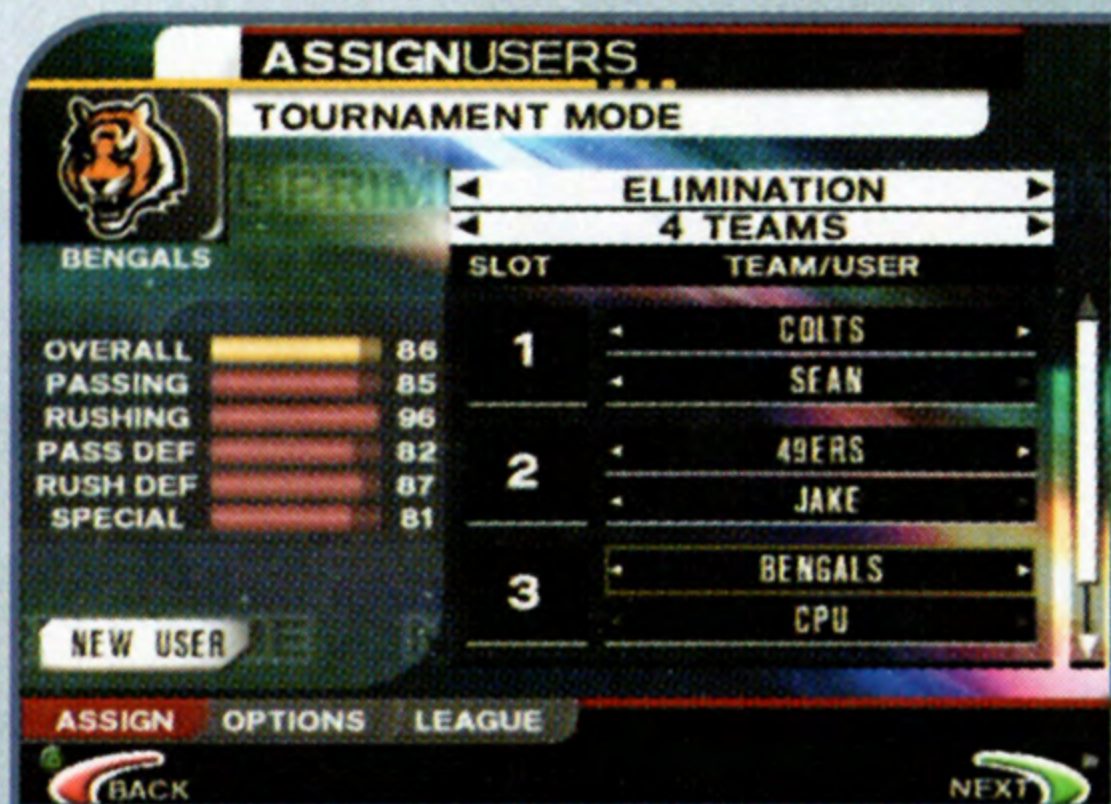 ASSIGNUSERS
TOURNAMENT MODE
ELIMINATION
4 TEAMS
BENGALS
SLOT TEAM/USER
OVERALL 86
PASSING 85
RUSHING 96
PASS DEF 82
RUSH DEF 87
SPECIAL 81
1 COLTS
SEAN
2 49ERS
JAKE
3 BENGALS
CPU
NEW USER
ASSIGN OPTIONS LEAGUE
BACK NEXT